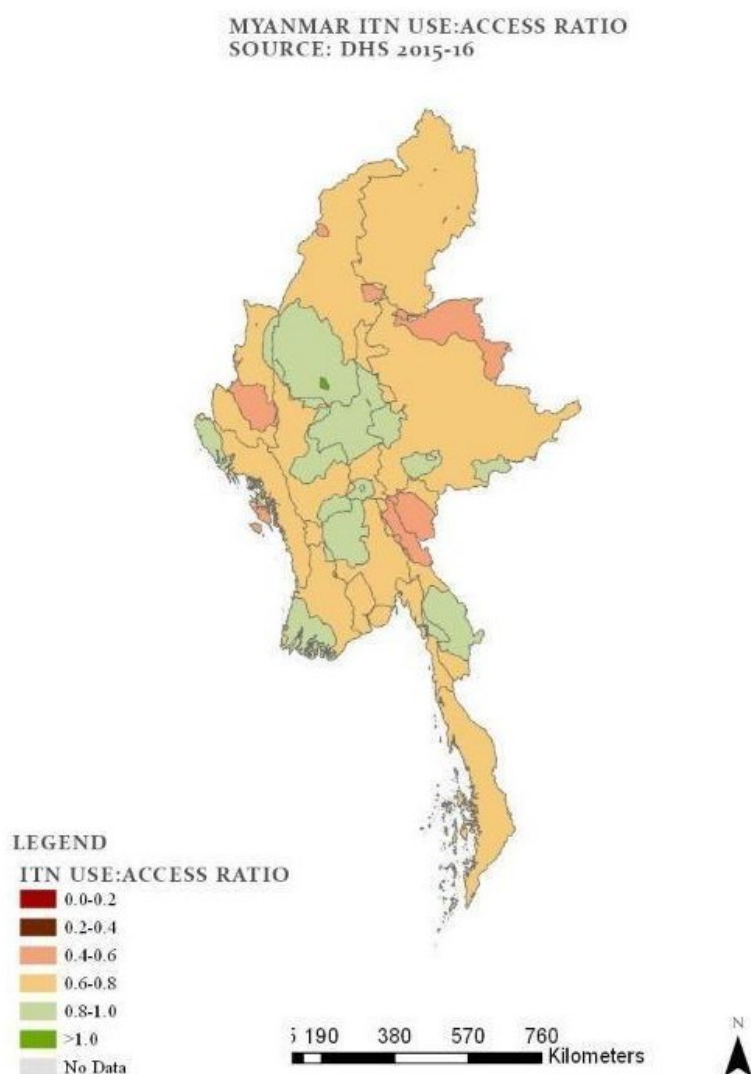 MYANMAR ITN USE:ACCESS RATIO
SOURCE: DHS 2015-16
LEGEND
ITN USE:ACCESS RATIO
0.0-0.2
0.2-0.4
0.4-0.6
0.6-0.8
0.8-1.0
>1.0
No Data
5 190 380 570 760
Kilometers
N